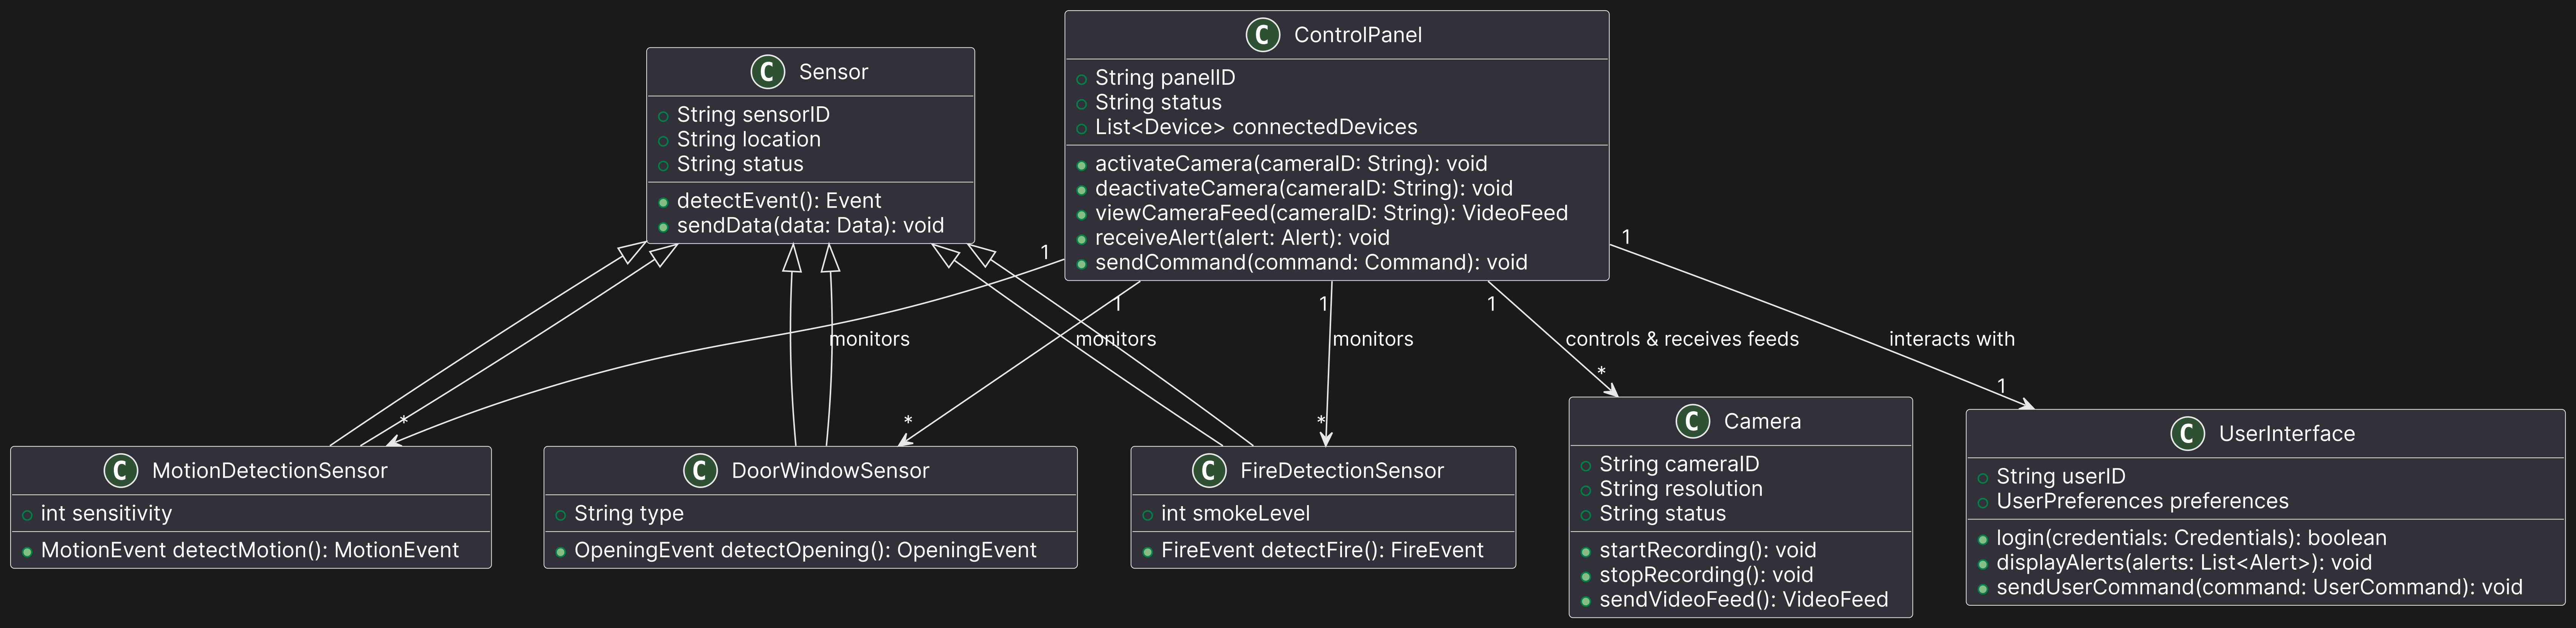 C Sensor
String sensorID
String location
String status
detectEvent(): Event
sendData(data: Data): void
C ControlPanel
String panelID
String status
List<Device> connectedDevices
activateCamera(cameraID: String): void
deactivateCamera(cameraID: String): void
viewCameraFeed(cameraID: String): VideoFeed
receiveAlert(alert: Alert): void
sendCommand(command: Command): void
1
1
1
1
1
monitors
monitors
monitors
controls & receives feeds
interacts with
*
*
*
*
1
C MotionDetectionSensor
int sensitivity
MotionEvent detectMotion(): MotionEvent
C DoorWindowSensor
String type
OpeningEvent detectOpening(): OpeningEvent
C FireDetectionSensor
int smokeLevel
FireEvent detectFire(): FireEvent
C Camera
String cameraID
String resolution
String status
startRecording(): void
stopRecording(): void
sendVideoFeed(): VideoFeed
C UserInterface
String userID
UserPreferences preferences
login(credentials: Credentials): boolean
displayAlerts(alerts: List<Alert>): void
sendUserCommand(command: UserCommand): void